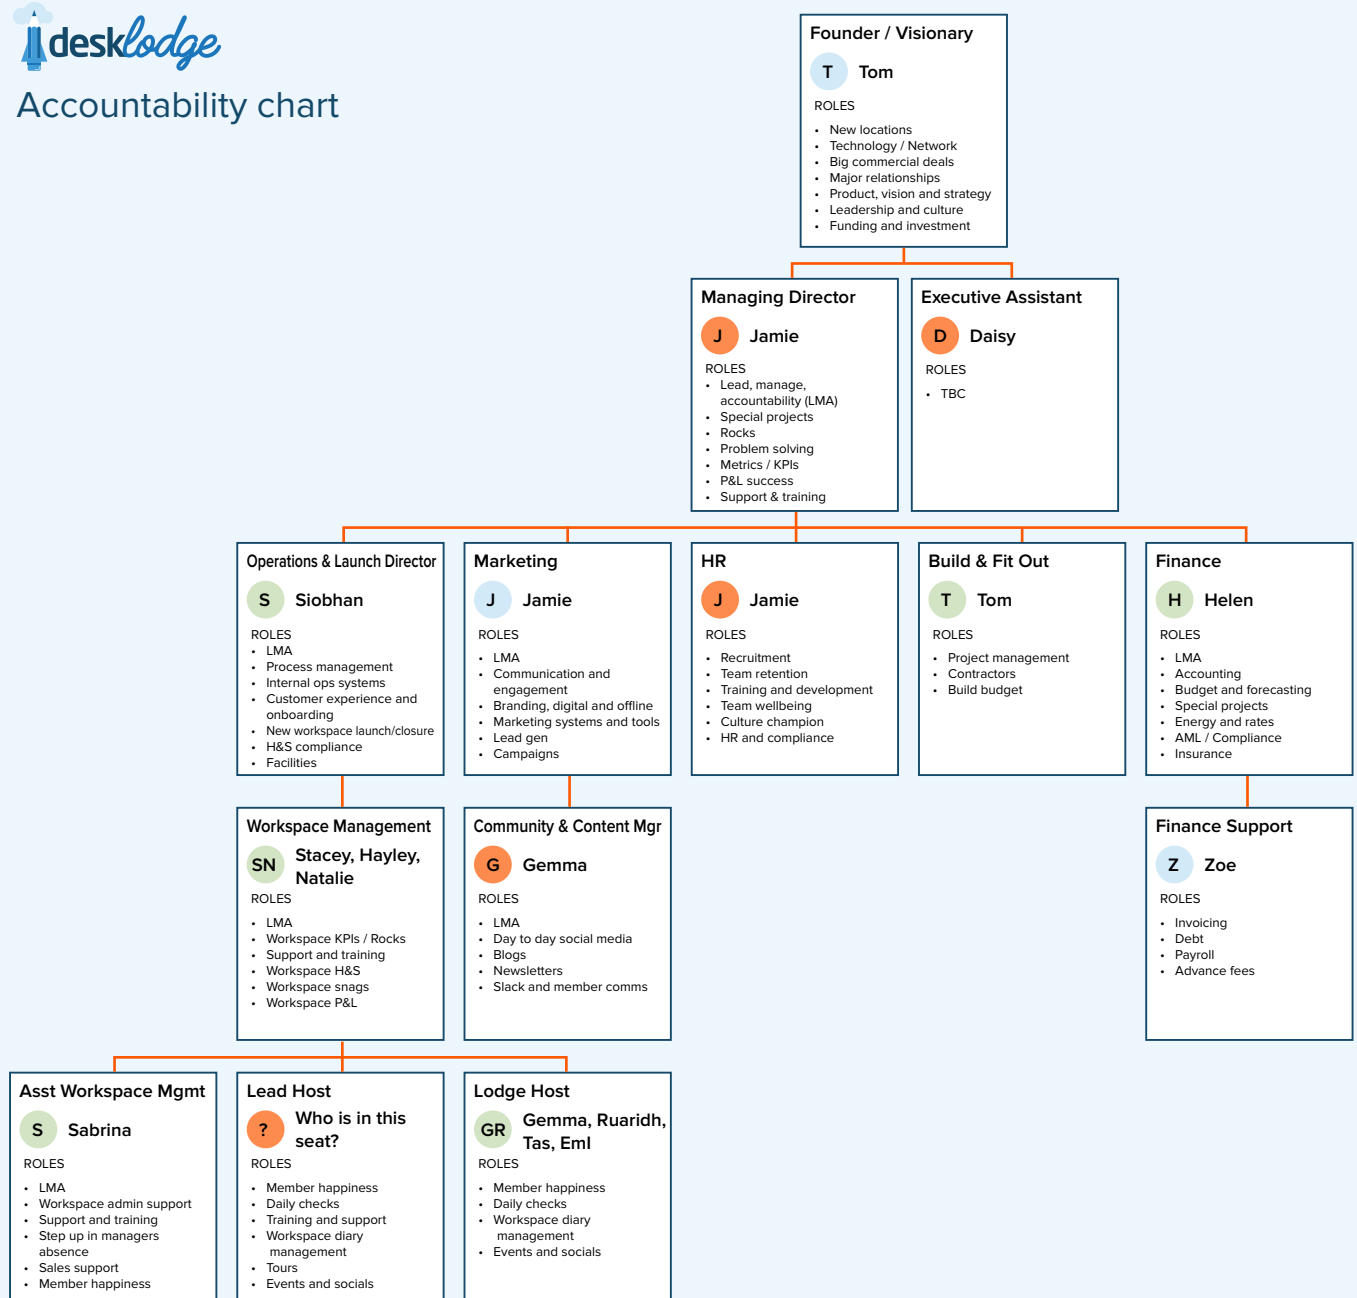 desklodge
Accountability chart
Founder / Visionary
T
Tom
ROLES
• New locations
• Technology / Network
• Big commercial deals
• Major relationships
• Product, vision and strategy
• Leadership and culture
• Funding and investment
Managing Director
J
Jamie
ROLES
• Lead, manage,
accountability (LMA)
• Special projects
• Rocks
• Problem solving
• Metrics / KPIs
• P&L success
• Support & training
Executive Assistant
D
Daisy
ROLES
• TBC
Operations & Launch Director
S
Siobhan
ROLES
• LMA
• Process management
• Internal ops systems
• Customer experience and
onboarding
• New workspace launch/closure
• H&S compliance
• Facilities
Marketing
J
Jamie
ROLES
• LMA
• Communication and
engagement
• Branding, digital and offline
• Marketing systems and tools
• Lead gen
• Campaigns
HR
J
Jamie
ROLES
• Recruitment
• Team retention
• Training and development
• Team wellbeing
• Culture champion
• HR and compliance
Build & Fit Out
T
Tom
ROLES
• Project management
• Contractors
• Build budget
Finance
H
Helen
ROLES
• LMA
• Accounting
• Budget and forecasting
• Special projects
• Energy and rates
• AML / Compliance
• Insurance
Workspace Management
SN
Stacey, Hayley,
Natalie
ROLES
• LMA
• Workspace KPIs / Rocks
• Support and training
• Workspace H&S
• Workspace snags
• Workspace P&L
Community & Content Mgr
G
Gemma
ROLES
• LMA
• Day to day social media
• Blogs
• Newsletters
• Slack and member comms
Finance Support
Z
Zoe
ROLES
• Invoicing
• Debt
• Payroll
• Advance fees
Asst Workspace Mgmt
S
Sabrina
ROLES
• LMA
• Workspace admin support
• Support and training
• Step up in managers
absence
• Sales support
• Member happiness
Lead Host
?
Who is in this
seat?
ROLES
• Member happiness
• Daily checks
• Training and support
• Workspace diary
management
• Tours
• Events and socials
Lodge Host
GR
Gemma, Ruaridh,
Tas, Eml
ROLES
• Member happiness
• Daily checks
• Workspace diary
management
• Events and socials